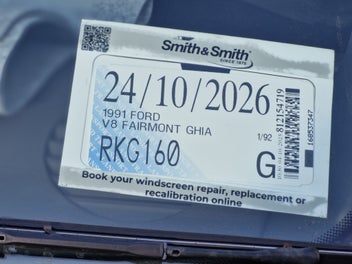 Smith&Smith
SINCE 1975
24/10/2026
1991 FORD
V8 FAIRMONT GHIA
1/92
RKG160
G
812154719
168537347
Book your windscreen repair, replacement or
recalibration online